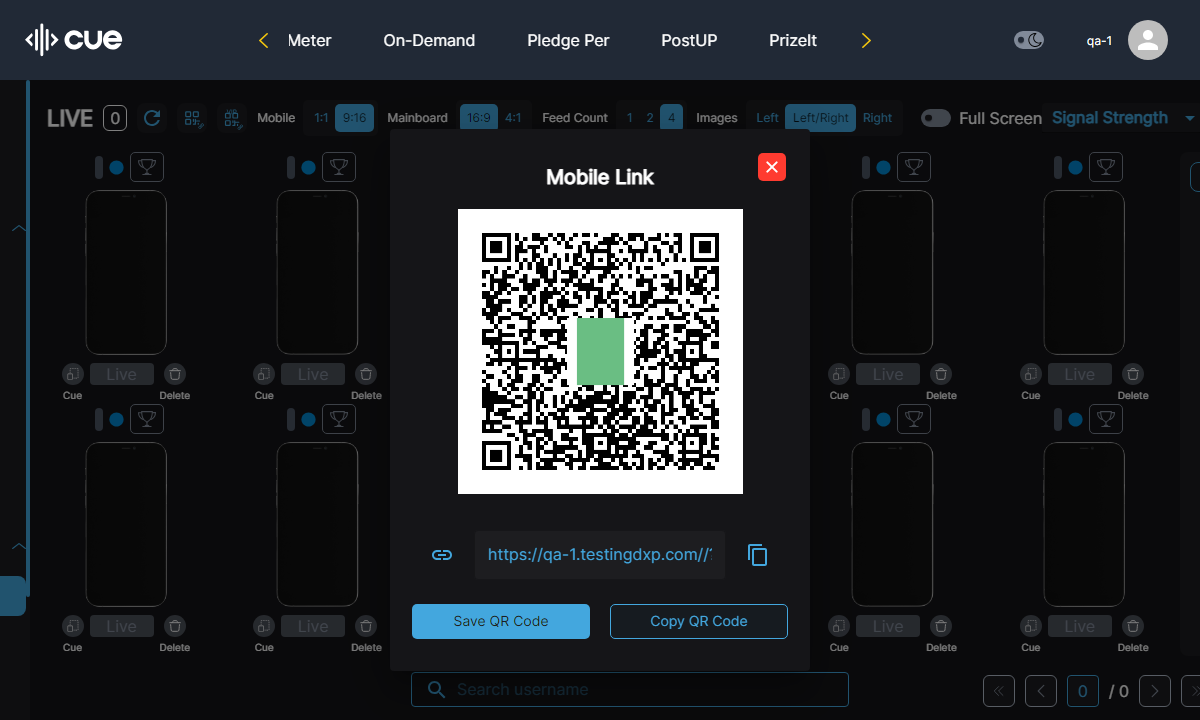 cue
Meter On-Demand Pledge Per PostUP PrizeIt
qa-1
LIVE 0 Mobile 1:1 9:16 Mainboard 16:9 4:1 Feed Count 1 2 4 Images Left Left/Right Right Full Screen Signal Strength
Mobile Link
Live Live Live Live
Cue Delete Cue Delete Cue Delete Cue Delete
https://qa-1.testingdxp.com//?
Save QR Code Copy QR Code
Live Live Live Live
Cue Delete Cue Delete Cue Delete Cue Delete
Search username
0 / 0